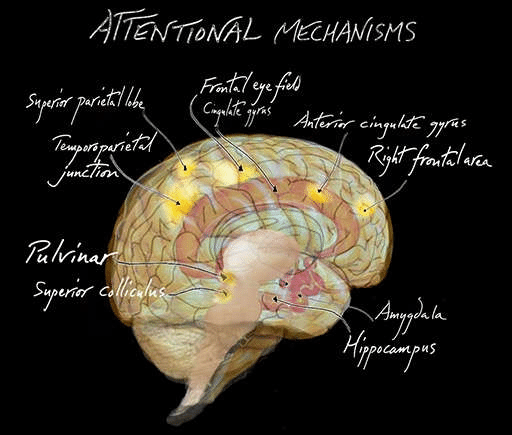 ATTENTIONAL MECHANISMS
Frontal eye field
Cingulate gyrus
Superior parietal lobe
Anterior cingulate gyrus
Temporoparietal
junction
Right frontal area
Pulvinar
Superior colliculus
Amygdala
Hippocampus